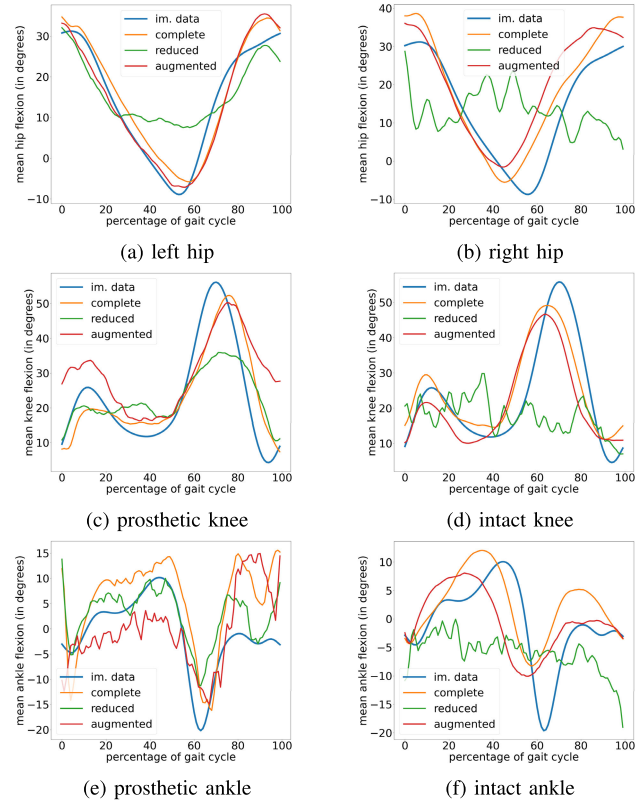 mean hip flexion (in degrees)
30
20
10
0
−10
im. data
complete
reduced
augmented
0 20 40 60 80 100
percentage of gait cycle
(a) left hip
mean hip flexion (in degrees)
40
30
20
10
0
−10
im. data
complete
reduced
augmented
0 20 40 60 80 100
percentage of gait cycle
(b) right hip
mean knee flexion (in degrees)
50
40
30
20
10
im. data
complete
reduced
augmented
0 20 40 60 80 100
percentage of gait cycle
(c) prosthetic knee
mean knee flexion (in degrees)
50
40
30
20
10
im. data
complete
reduced
augmented
0 20 40 60 80 100
percentage of gait cycle
(d) intact knee
mean ankle flexion (in degrees)
15
10
5
0
−5
−10
−15
−20
im. data
complete
reduced
augmented
0 20 40 60 80 100
percentage of gait cycle
(e) prosthetic ankle
mean ankle flexion (in degrees)
10
5
0
−5
−10
−15
−20
im. data
complete
reduced
augmented
0 20 40 60 80 100
percentage of gait cycle
(f) intact ankle